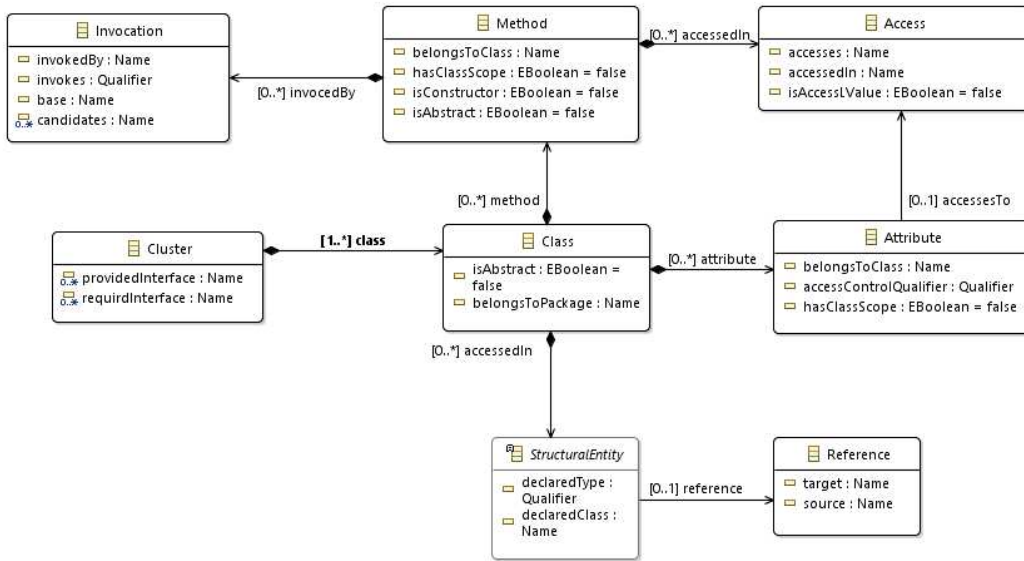 Invocation
invokedBy : Name
invokes : Qualifier
base : Name
0..* candidates : Name
[0..*] invocedBy
Method
belongsToClass : Name
hasClassScope : EBoolean = false
isConstructor : EBoolean = false
isAbstract : EBoolean = false
[0..*] accessedIn
Access
accesses : Name
accessedIn : Name
isAccessLValue : EBoolean = false
[0..*] method
[0..1] accessesTo
Cluster
0..* providedInterface : Name
0..* requirdInterface : Name
[1..*] class
Class
isAbstract : EBoolean =
false
belongsToPackage : Name
[0..*] attribute
Attribute
belongsToClass : Name
accessControlQualifier : Qualifier
hasClassScope : EBoolean = false
[0..*] accessedIn
StructuralEntity
declaredType :
Qualifier
declaredClass :
Name
[0..1] reference
Reference
target : Name
source : Name